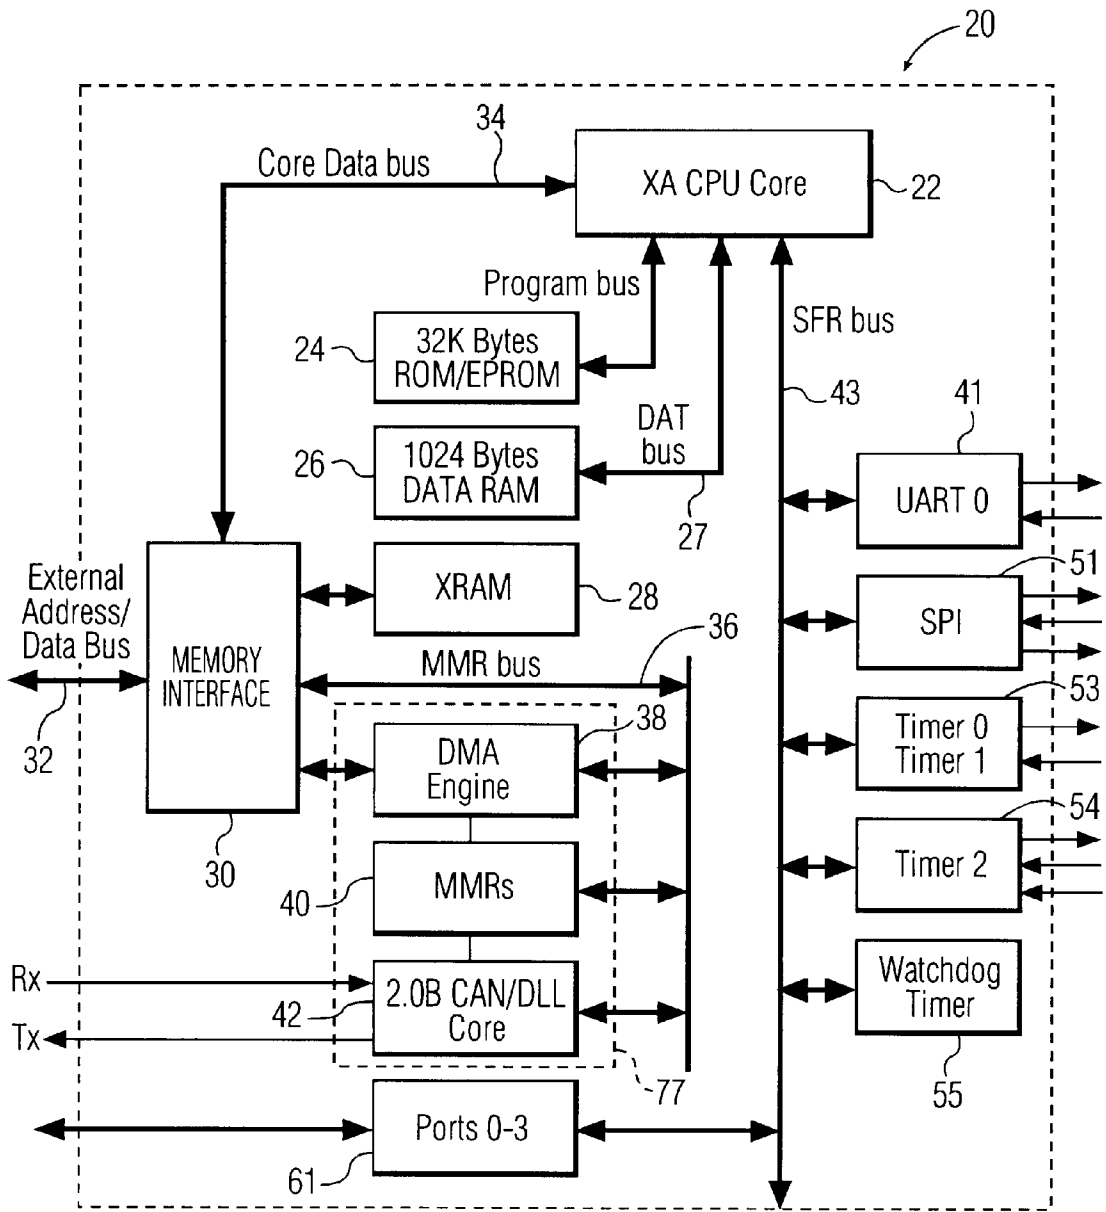 20
34
Core Data bus
XA CPU Core
22
Program bus
SFR bus
24
32K Bytes
ROM/EPROM
43
41
DAT
bus
26
1024 Bytes
DATA RAM
27
UART 0
External
Address/
Data Bus
XRAM
28
51
SPI
36
MEMORY
INTERFACE
MMR bus
32
53
38
DMA
Engine
Timer 0
Timer 1
54
30
40
MMRs
Timer 2
Rx
42
2.0B CAN/DLL
Core
Watchdog
Timer
Tx
77
55
Ports 0-3
61